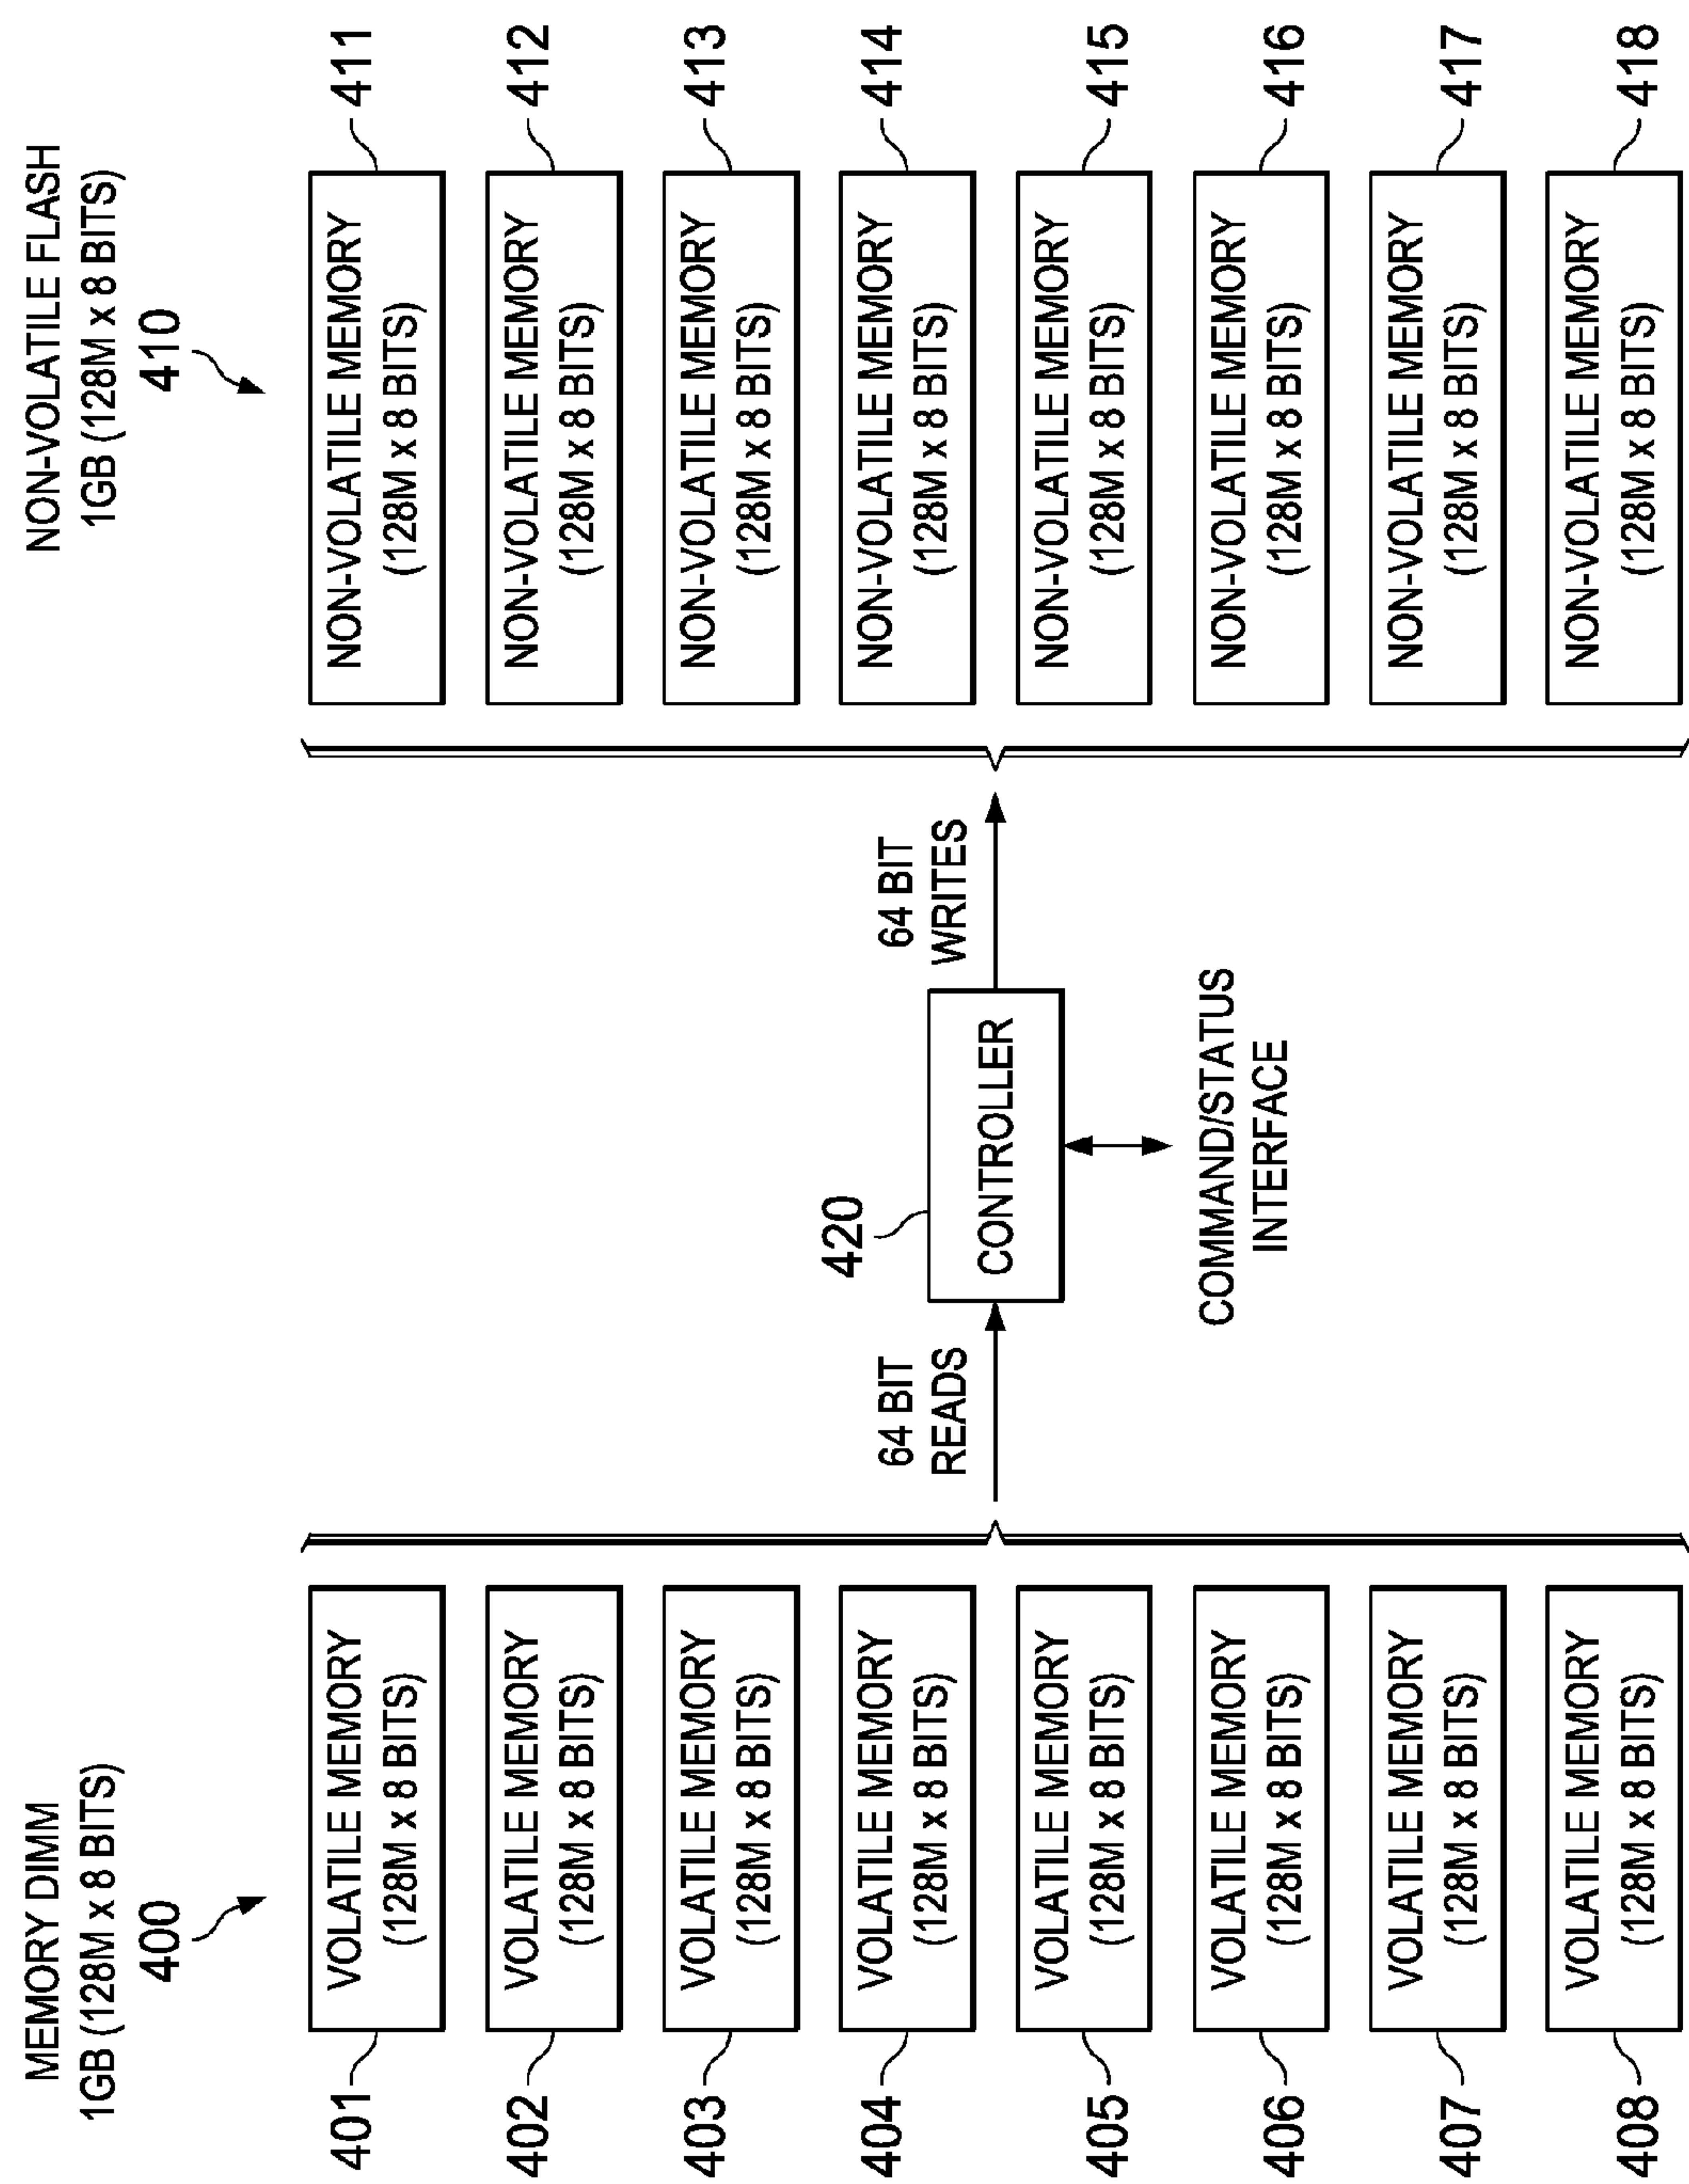 MEMORY DIMM
1GB (128M x 8 BITS)
400
401
VOLATILE MEMORY
(128M x 8 BITS)
402
VOLATILE MEMORY
(128M x 8 BITS)
403
VOLATILE MEMORY
(128M x 8 BITS)
404
VOLATILE MEMORY
(128M x 8 BITS)
405
VOLATILE MEMORY
(128M x 8 BITS)
406
VOLATILE MEMORY
(128M x 8 BITS)
407
VOLATILE MEMORY
(128M x 8 BITS)
408
VOLATILE MEMORY
(128M x 8 BITS)
64 BIT
READS
420
CONTROLLER
COMMAND/STATUS
INTERFACE
64 BIT
WRITES
NON-VOLATILE FLASH
1GB (128M x 8 BITS)
410
NON-VOLATILE MEMORY
(128M x 8 BITS)
411
NON-VOLATILE MEMORY
(128M x 8 BITS)
412
NON-VOLATILE MEMORY
(128M x 8 BITS)
413
NON-VOLATILE MEMORY
(128M x 8 BITS)
414
NON-VOLATILE MEMORY
(128M x 8 BITS)
415
NON-VOLATILE MEMORY
(128M x 8 BITS)
416
NON-VOLATILE MEMORY
(128M x 8 BITS)
417
NON-VOLATILE MEMORY
(128M x 8 BITS)
418